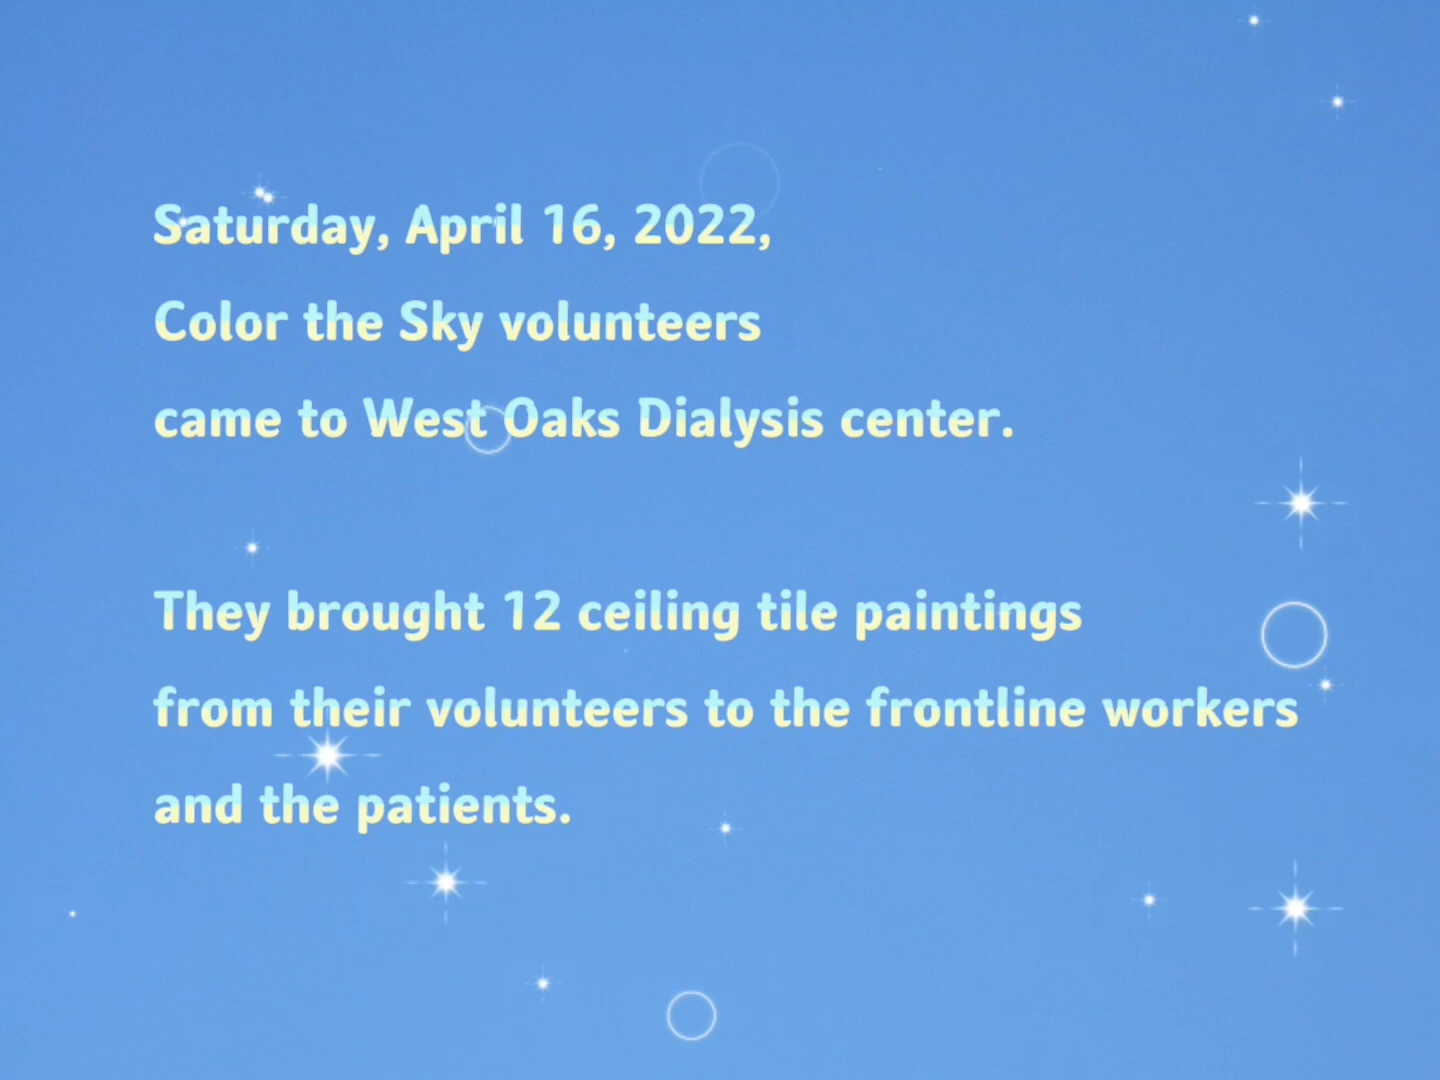 Saturday, April 16, 2022,
Color the Sky volunteers
came to West Oaks Dialysis center.
They brought 12 ceiling tile paintings
from their volunteers to the frontline workers
and the patients.